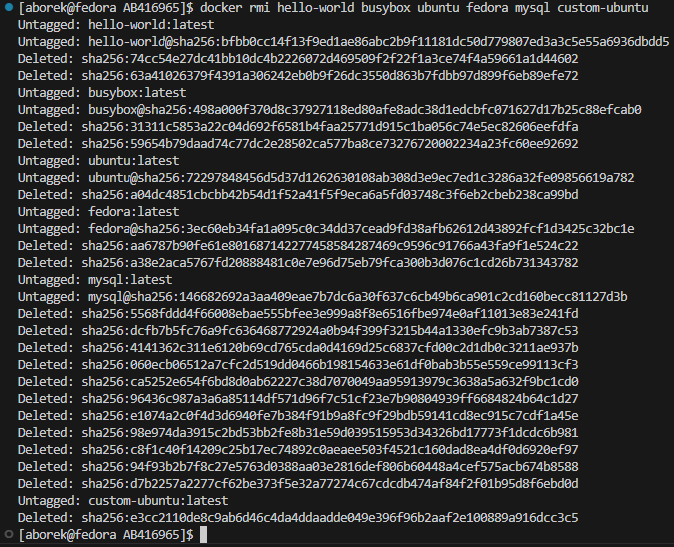 [aborek@fedora AB416965]$ docker rmi hello-world busybox ubuntu fedora mysql custom-ubuntu
Untagged: hello-world:latest
Untagged: hello-world@sha256:bfbb0cc14f13f9ed1ae86abc2b9f11181dc50d779807ed3a3c5e55a6936dbdd5
Deleted: sha256:74cc54e27dc41bb10dc4b2226072d469509f2f22f1a3ce74f4a59661a1d44602
Deleted: sha256:63a41026379f4391a306242eb0b9f26dc3550d863b7fdbb97d899f6eb89efe72
Untagged: busybox:latest
Untagged: busybox@sha256:498a000f370d8c37927118ed80afe8adc38d1edcbfc071627d17b25c88efcab0
Deleted: sha256:31311c5853a22c04d692f6581b4faa25771d915c1ba056c74e5ec82606eefdfa
Deleted: sha256:59654b79daad74c77dc2e28502ca577ba8ce73276720002234a23fc60ee92692
Untagged: ubuntu:latest
Untagged: ubuntu@sha256:72297848456d5d37d1262630108ab308d3e9ec7ed1c3286a32fe09856619a782
Deleted: sha256:a04dc4851cbcbb42b54d1f52a41f5f9eca6a5fd03748c3f6eb2cbeb238ca99bd
Untagged: fedora:latest
Untagged: fedora@sha256:3ec60eb34fa1a095c0c34dd37cead9fd38afb62612d43892fcf1d3425c32bc1e
Deleted: sha256:aa6787b90fe61e801687142277458584287469c9596c91766a43fa9f1e524c22
Deleted: sha256:a38e2aca5767fd20888481c0e7e96d75eb79fca300b3d076c1cd26b731343782
Untagged: mysql:latest
Untagged: mysql@sha256:146682692a3aa409eae7b7dc6a30f637c6cb49b6ca901c2cd160becc81127d3b
Deleted: sha256:5568fddd4f66008ebae555bfee3e999a8f8e6516fbe974e0af11013e83e241fd
Deleted: sha256:dcfb7b5fc76a9fc636468772924a0b94f399f3215b44a1330efc9b3ab7387c53
Deleted: sha256:4141362c311e6120b69cd765cda0d4169d25c6837cfd00c2d1db0c3211ae937b
Deleted: sha256:060ecb06512a7cfc2d519dd0466b198154633e61df0bab3b55e559ce99113cf3
Deleted: sha256:ca5252e654f6bd8d0ab62227c38d7070049aa95913979c3638a5a632f9bc1cd0
Deleted: sha256:96436c987a3a6a85114df571d96f7c51cf23e7b90804939ff6684824b64c1d27
Deleted: sha256:e1074a2c0f4d3d6940fe7b384f91b9a8fc9f29bdb59141cd8ec915c7cdf1a45e
Deleted: sha256:98e974da3915c2bd53bb2fe8b31e59d039515953d34326bd17773f1dcdc6b981
Deleted: sha256:c8f1c40f14209c25b17ec74892c0aeaee503f4521c160dad8ea4df0d6920ef97
Deleted: sha256:94f93b2b7f8c27e5763d0388aa03e2816def806b60448a4cef575acb674b8588
Deleted: sha256:d7b2257a2277cf62be373f5e32a77274c67cdcdb474af84f2f01b95d8f6ebd0d
Untagged: custom-ubuntu:latest
Deleted: sha256:e3cc2110de8c9ab6d46c4da4ddaadde049e396f96b2aaf2e100889a916dcc3c5
[aborek@fedora AB416965]$